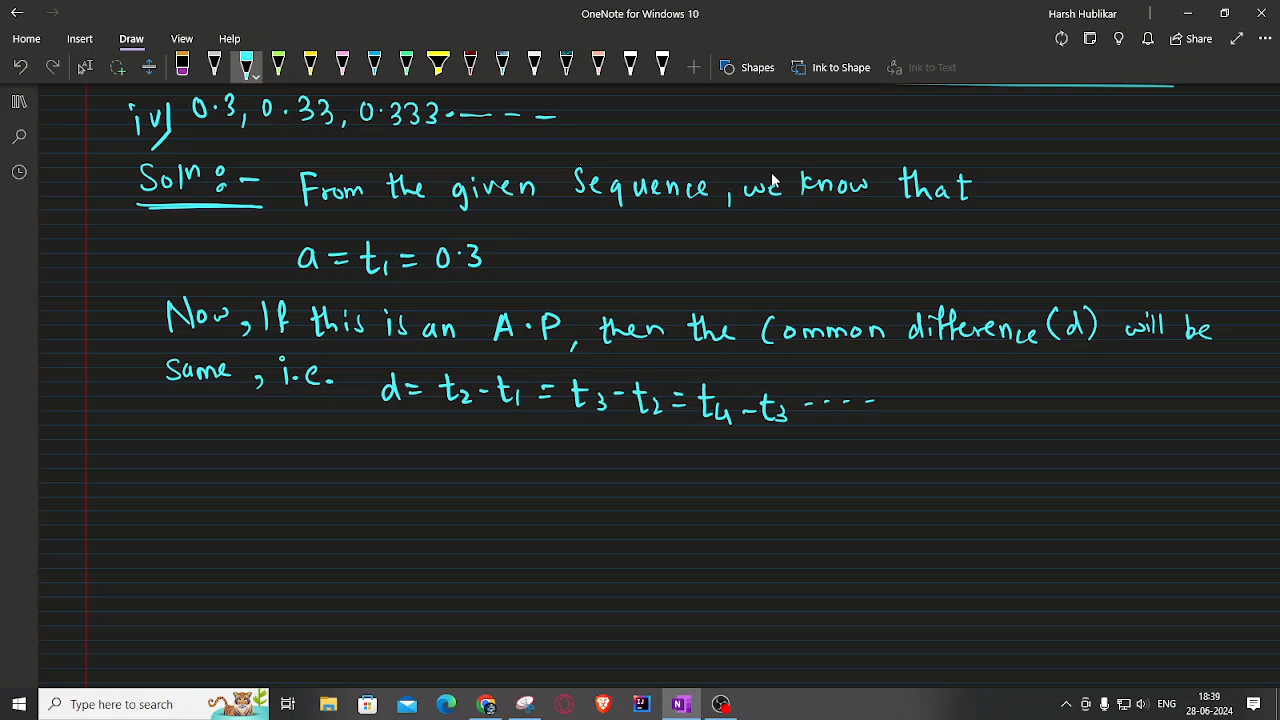 OneNote for Windows 10
Harsh Hublikar
Home Insert Draw View Help
Share
Shapes
Ink to Shape
Ink to Text
iv) 0.3, 0.33, 0.333 - - - -
Soln :- From the given Sequence, we know that
a = t1 = 0.3
Now, If this is an A.P, then the Common difference(d) will be
same, i.e. d = t2 - t1 = t3 - t2 = t4 - t3 ----
Type here to search
ENG
18:39
28-06-2024